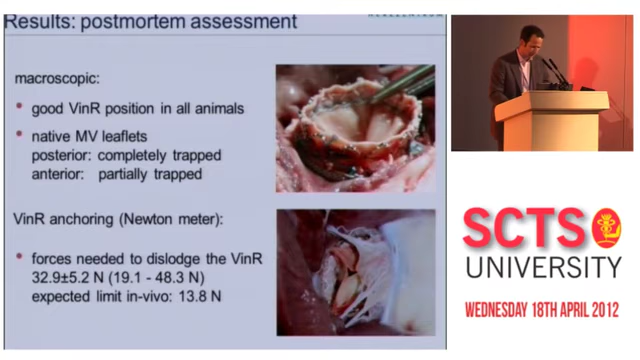 Results: postmortem assessment
macroscopic:
• good VinR position in all animals
• native MV leaflets
posterior: completely trapped
anterior: partially trapped
VinR anchoring (Newton meter):
• forces needed to dislodge the VinR
32.9±5.2 N (19.1 - 48.3 N)
expected limit in-vivo: 13.8 N
SCTS
UNIVERSITY
WEDNESDAY 18TH APRIL 2012